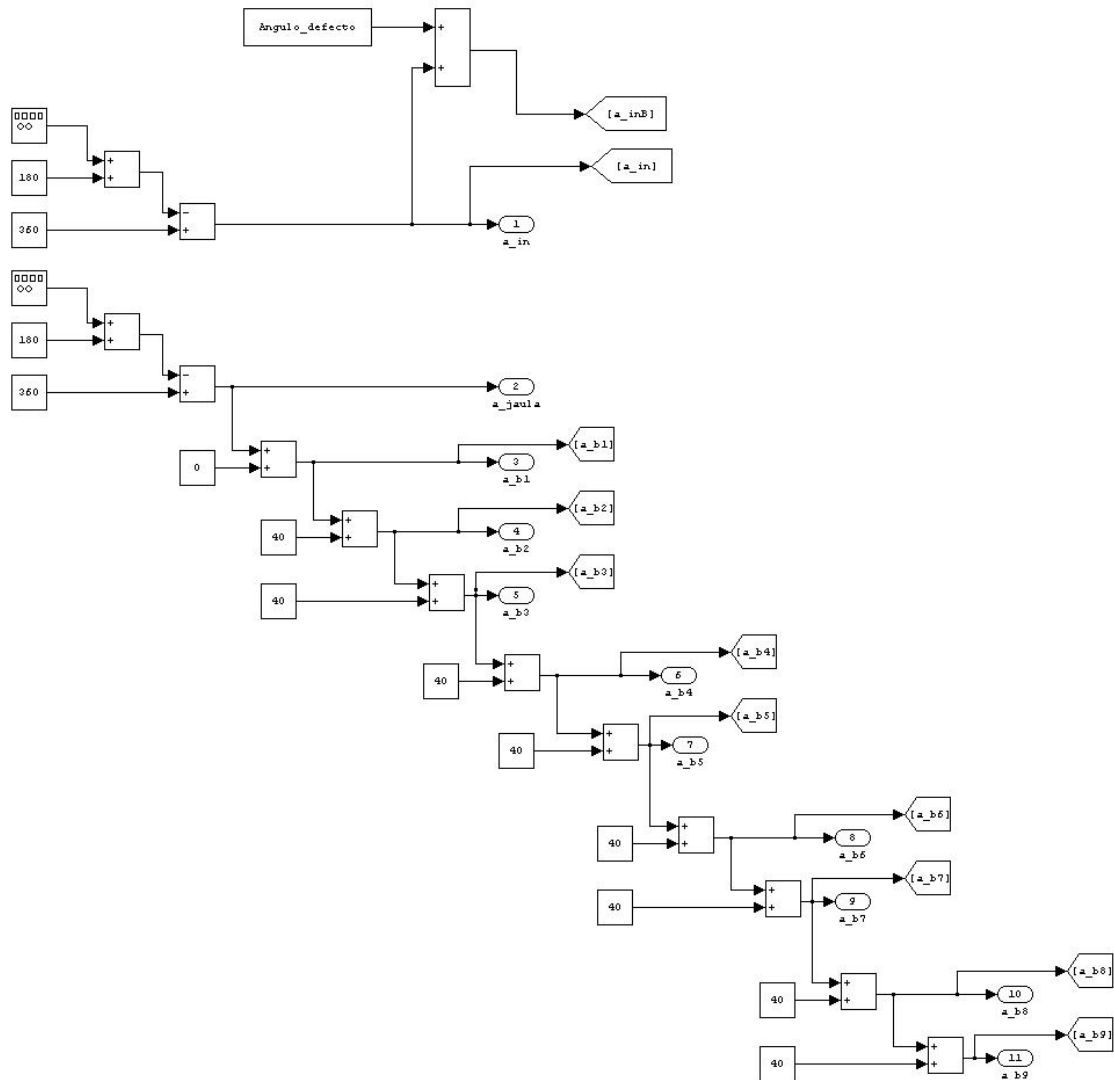 Angulo_defecto
+
+
[a_inB]
+
180
+
[a_in]
-
360
+
1
a_in
+
180
+
-
360
+
2
a_jaula
+
0
+
[a_b1]
3
a_b1
+
40
+
[a_b2]
4
a_b2
+
40
+
[a_b3]
5
a_b3
+
40
+
[a_b4]
6
a_b4
+
40
+
[a_b5]
7
a_b5
+
40
+
[a_b6]
8
a_b6
+
40
+
[a_b7]
9
a_b7
+
40
+
[a_b8]
10
a_b8
+
40
+
[a_b9]
11
a_b9